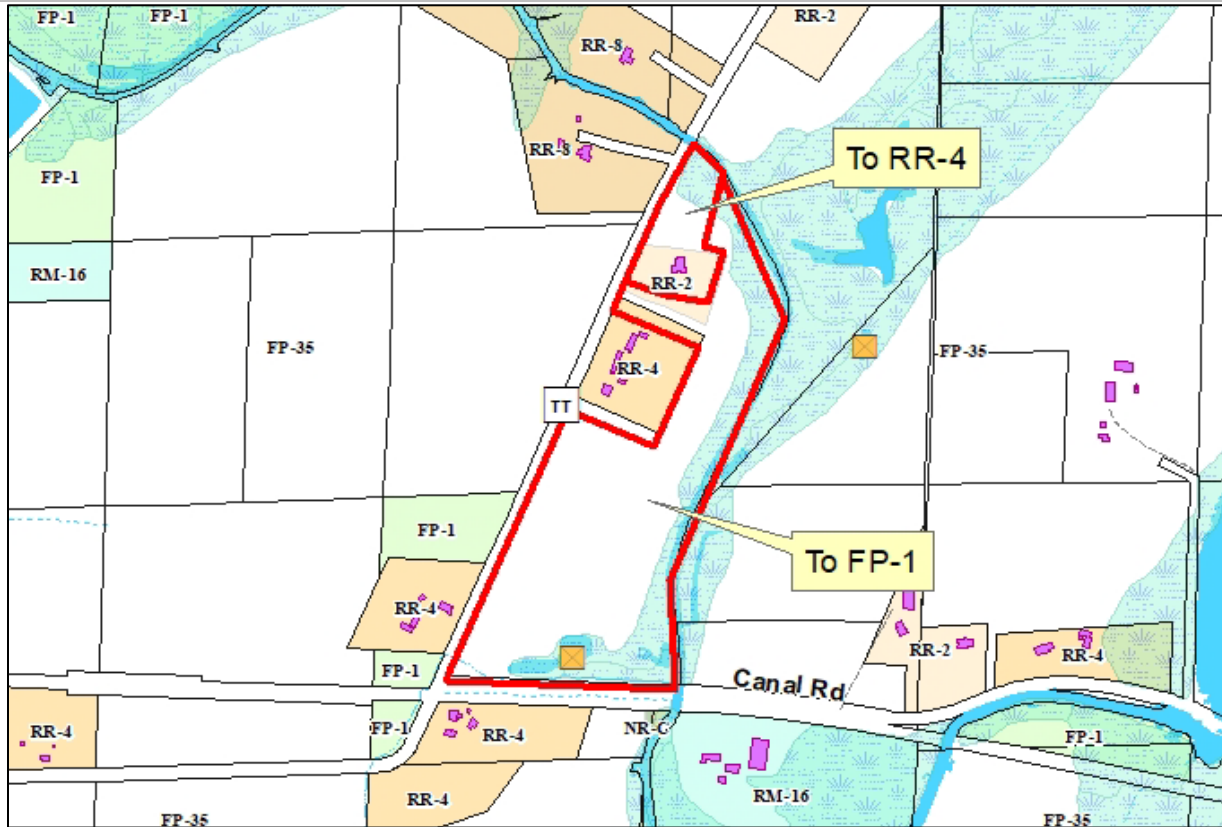 FP-1
FP-1
RR-2
RR-8
RR-8
To RR-4
FP-1
RM-16
RR-2
FP-35
FP-35
RR-4
TT
FP-1
To FP-1
RR-4
RR-2
RR-4
FP-1
Canal Rd
RR-4
FP-1
RR-4
NR-C
FP-1
RM-16
RR-4
FP-35
FP-35